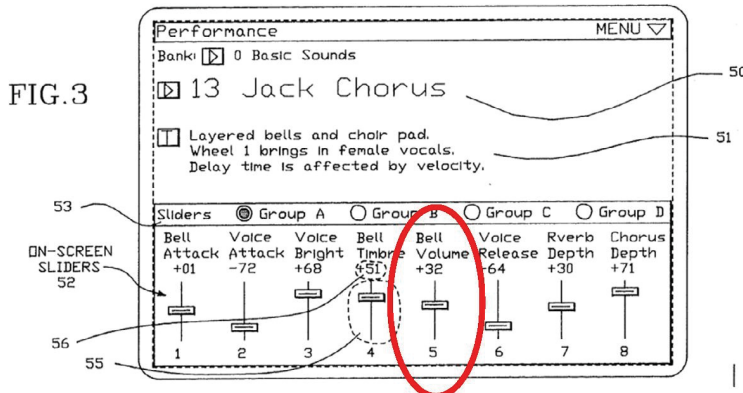 Performance MENU
Bank: 0 Basic Sounds
50
FIG.3
13 Jack Chorus
51
Layered bells and choir pad.
Wheel 1 brings in female vocals.
Delay time is affected by velocity.
53
Sliders Group A Group B Group C Group D
Bell Attack +01
Voice Attack -72
Voice Bright +68
Bell Timbre +51
Bell Volume +32
Voice Release -64
Rverb Depth +30
Chorus Depth +71
ON-SCREEN
SLIDERS
52
56
55
1 2 3 4 5 6 7 8